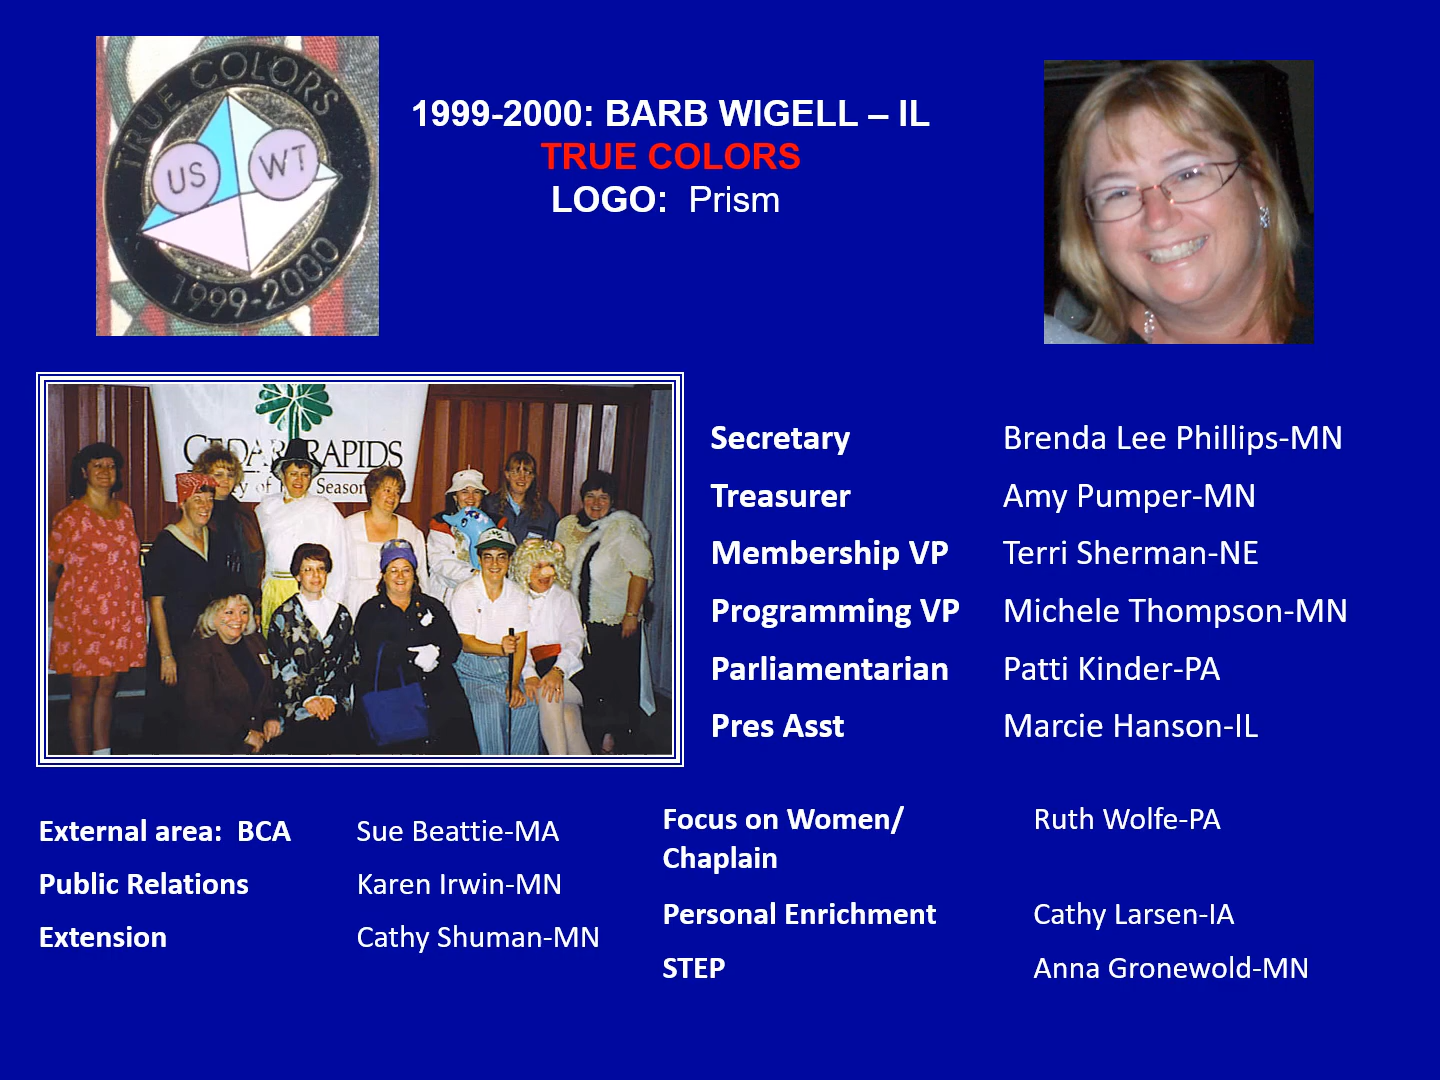 TRUE COLORS
US WT
1999-2000
1999-2000: BARB WIGELL – IL
TRUE COLORS
LOGO: Prism
CEDAR RAPIDS
of Season
Secretary Brenda Lee Phillips-MN
Treasurer Amy Pumper-MN
Membership VP Terri Sherman-NE
Programming VP Michele Thompson-MN
Parliamentarian Patti Kinder-PA
Pres Asst Marcie Hanson-IL
External area: BCA Sue Beattie-MA
Public Relations Karen Irwin-MN
Extension Cathy Shuman-MN
Focus on Women/ Ruth Wolfe-PA
Chaplain
Personal Enrichment Cathy Larsen-IA
STEP Anna Gronewold-MN